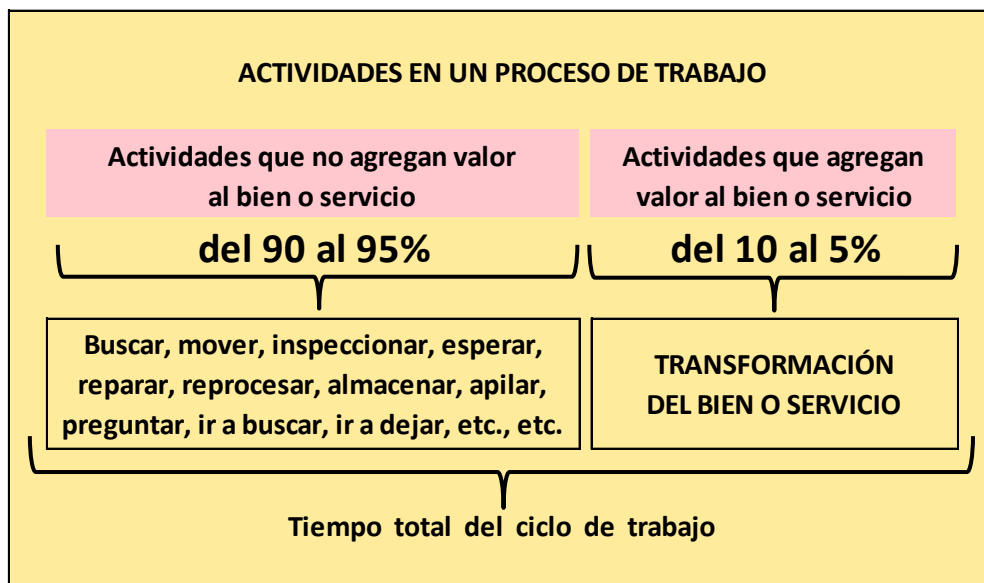 ACTIVIDADES EN UN PROCESO DE TRABAJO
Actividades que no agregan valor
al bien o servicio
Actividades que agregan
valor al bien o servicio
del 90 al 95%
del 10 al 5%
Buscar, mover, inspeccionar, esperar,
reparar, reprocesar, almacenar, apilar,
preguntar, ir a buscar, ir a dejar, etc., etc.
TRANSFORMACIÓN
DEL BIEN O SERVICIO
Tiempo total del ciclo de trabajo